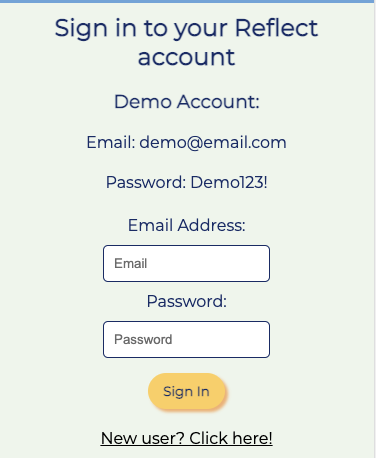 Sign in to your Reflect
account
Demo Account:
Email: demo@email.com
Password: Demo123!
Email Address:
Email
Password:
Password
Sign In
New user? Click here!